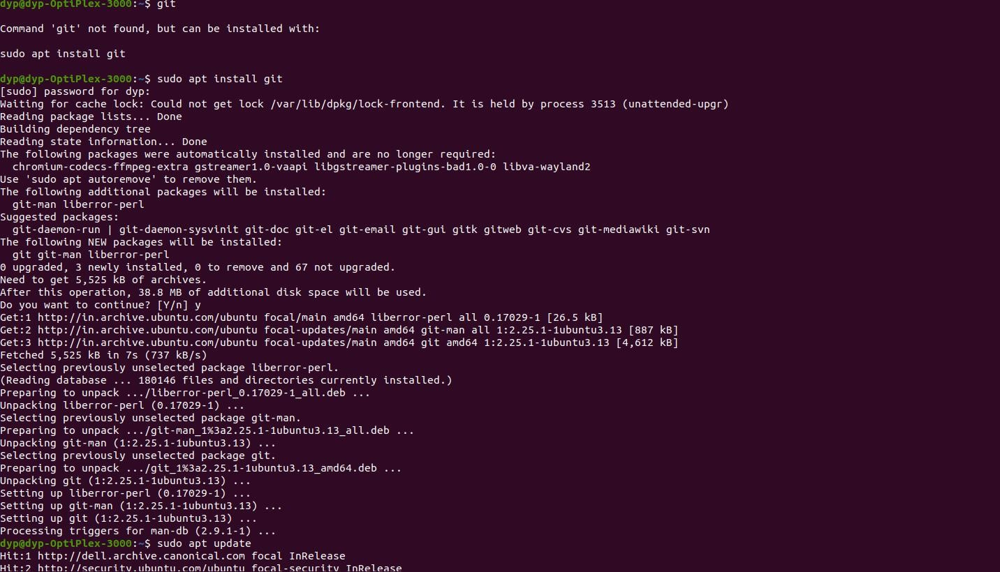 dyp@dyp-OptiPlex-3000:~$ git
Command 'git' not found, but can be installed with:
sudo apt install git
dyp@dyp-OptiPlex-3000:~$ sudo apt install git
[sudo] password for dyp:
Waiting for cache lock: Could not get lock /var/lib/dpkg/lock-frontend. It is held by process 3513 (unattended-upgr)
Reading package lists... Done
Building dependency tree
Reading state information... Done
The following packages were automatically installed and are no longer required:
  chromium-codecs-ffmpeg-extra gstreamer1.0-vaapi libgstreamer-plugins-bad1.0-0 libva-wayland2
Use 'sudo apt autoremove' to remove them.
The following additional packages will be installed:
  git-man liberror-perl
Suggested packages:
  git-daemon-run | git-daemon-sysvinit git-doc git-el git-email git-gui gitk gitweb git-cvs git-mediawiki git-svn
The following NEW packages will be installed:
  git git-man liberror-perl
0 upgraded, 3 newly installed, 0 to remove and 67 not upgraded.
Need to get 5,525 kB of archives.
After this operation, 38.8 MB of additional disk space will be used.
Do you want to continue? [Y/n] y
Get:1 http://in.archive.ubuntu.com/ubuntu focal/main amd64 liberror-perl all 0.17029-1 [26.5 kB]
Get:2 http://in.archive.ubuntu.com/ubuntu focal-updates/main amd64 git-man all 1:2.25.1-1ubuntu3.13 [887 kB]
Get:3 http://in.archive.ubuntu.com/ubuntu focal-updates/main amd64 git amd64 1:2.25.1-1ubuntu3.13 [4,612 kB]
Fetched 5,525 kB in 7s (737 kB/s)
Selecting previously unselected package liberror-perl.
(Reading database ... 180146 files and directories currently installed.)
Preparing to unpack .../liberror-perl_0.17029-1_all.deb ...
Unpacking liberror-perl (0.17029-1) ...
Selecting previously unselected package git-man.
Preparing to unpack .../git-man_1%3a2.25.1-1ubuntu3.13_all.deb ...
Unpacking git-man (1:2.25.1-1ubuntu3.13) ...
Selecting previously unselected package git.
Preparing to unpack .../git_1%3a2.25.1-1ubuntu3.13_amd64.deb ...
Unpacking git (1:2.25.1-1ubuntu3.13) ...
Setting up liberror-perl (0.17029-1) ...
Setting up git-man (1:2.25.1-1ubuntu3.13) ...
Setting up git (1:2.25.1-1ubuntu3.13) ...
Processing triggers for man-db (2.9.1-1) ...
dyp@dyp-OptiPlex-3000:~$ sudo apt update
Hit:1 http://dell.archive.canonical.com focal InRelease
Hit:2 http://security.ubuntu.com/ubuntu focal-security InRelease